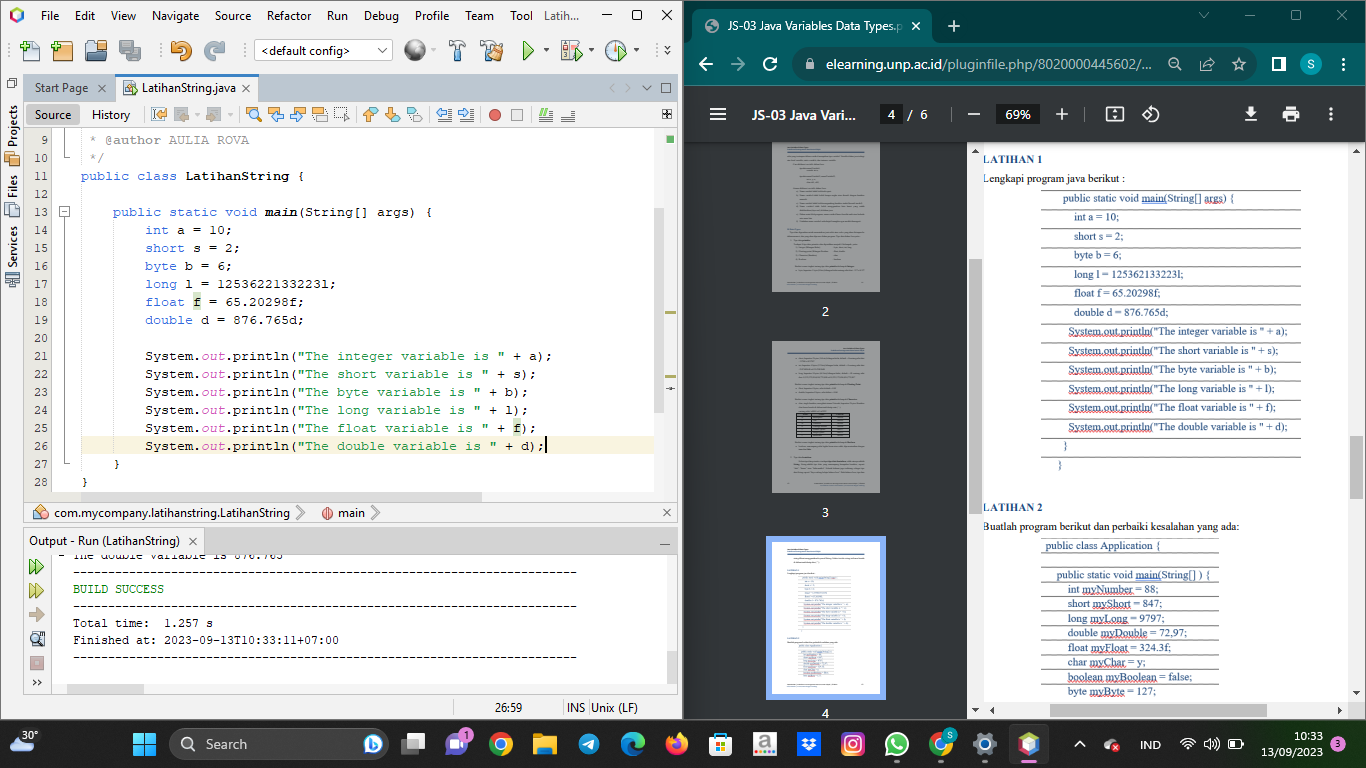 File Edit View Navigate Source Refactor Run Debug Profile Team Tool Latih...
<default config>
Start Page
LatihanString.java
Source History
9 * @author AULIA ROVA
10 */
11 public class LatihanString {
12
13 public static void main(String[] args) {
14 int a = 10;
15 short s = 2;
16 byte b = 6;
17 long l = 125362133223l;
18 float f = 65.20298f;
19 double d = 876.765d;
20
21 System.out.println("The integer variable is " + a);
22 System.out.println("The short variable is " + s);
23 System.out.println("The byte variable is " + b);
24 System.out.println("The long variable is " + l);
25 System.out.println("The float variable is " + f);
26 System.out.println("The double variable is " + d);
27 }
28 }
Projects
Files
Services
com.mycompany.latihanstring.LatihanString main
Output - Run (LatihanString)
The double variable is 876.765
------------------------------------------------------------------------
BUILD SUCCESS
------------------------------------------------------------------------
Total time: 1.257 s
Finished at: 2023-09-13T10:33:11+07:00
------------------------------------------------------------------------
26:59 INS Unix (LF)
JS-03 Java Variables Data Types.p
elearning.unp.ac.id/pluginfile.php/8020000445602/...
S
JS-03 Java Vari... 4 / 6 69%
2
3
4
LATIHAN 1
Lengkapi program java berikut :
public static void main(String[] args) {
int a = 10;
short s = 2;
byte b = 6;
long l = 125362133223l;
float f = 65.20298f;
double d = 876.765d;
System.out.println("The integer variable is " + a);
System.out.println("The short variable is " + s);
System.out.println("The byte variable is " + b);
System.out.println("The long variable is " + l);
System.out.println("The float variable is " + f);
System.out.println("The double variable is " + d);
}
}
LATIHAN 2
Buatlah program berikut dan perbaiki kesalahan yang ada:
public class Application {
public static void main(String[] ) {
int myNumber = 88;
short myShort = 847;
long myLong = 9797;
double myDouble = 72,97;
float myFloat = 324.3f;
char myChar = y;
boolean myBoolean = false;
byte myByte = 127;
30°
Search
1
a
S
IND
10:33
13/09/2023
3